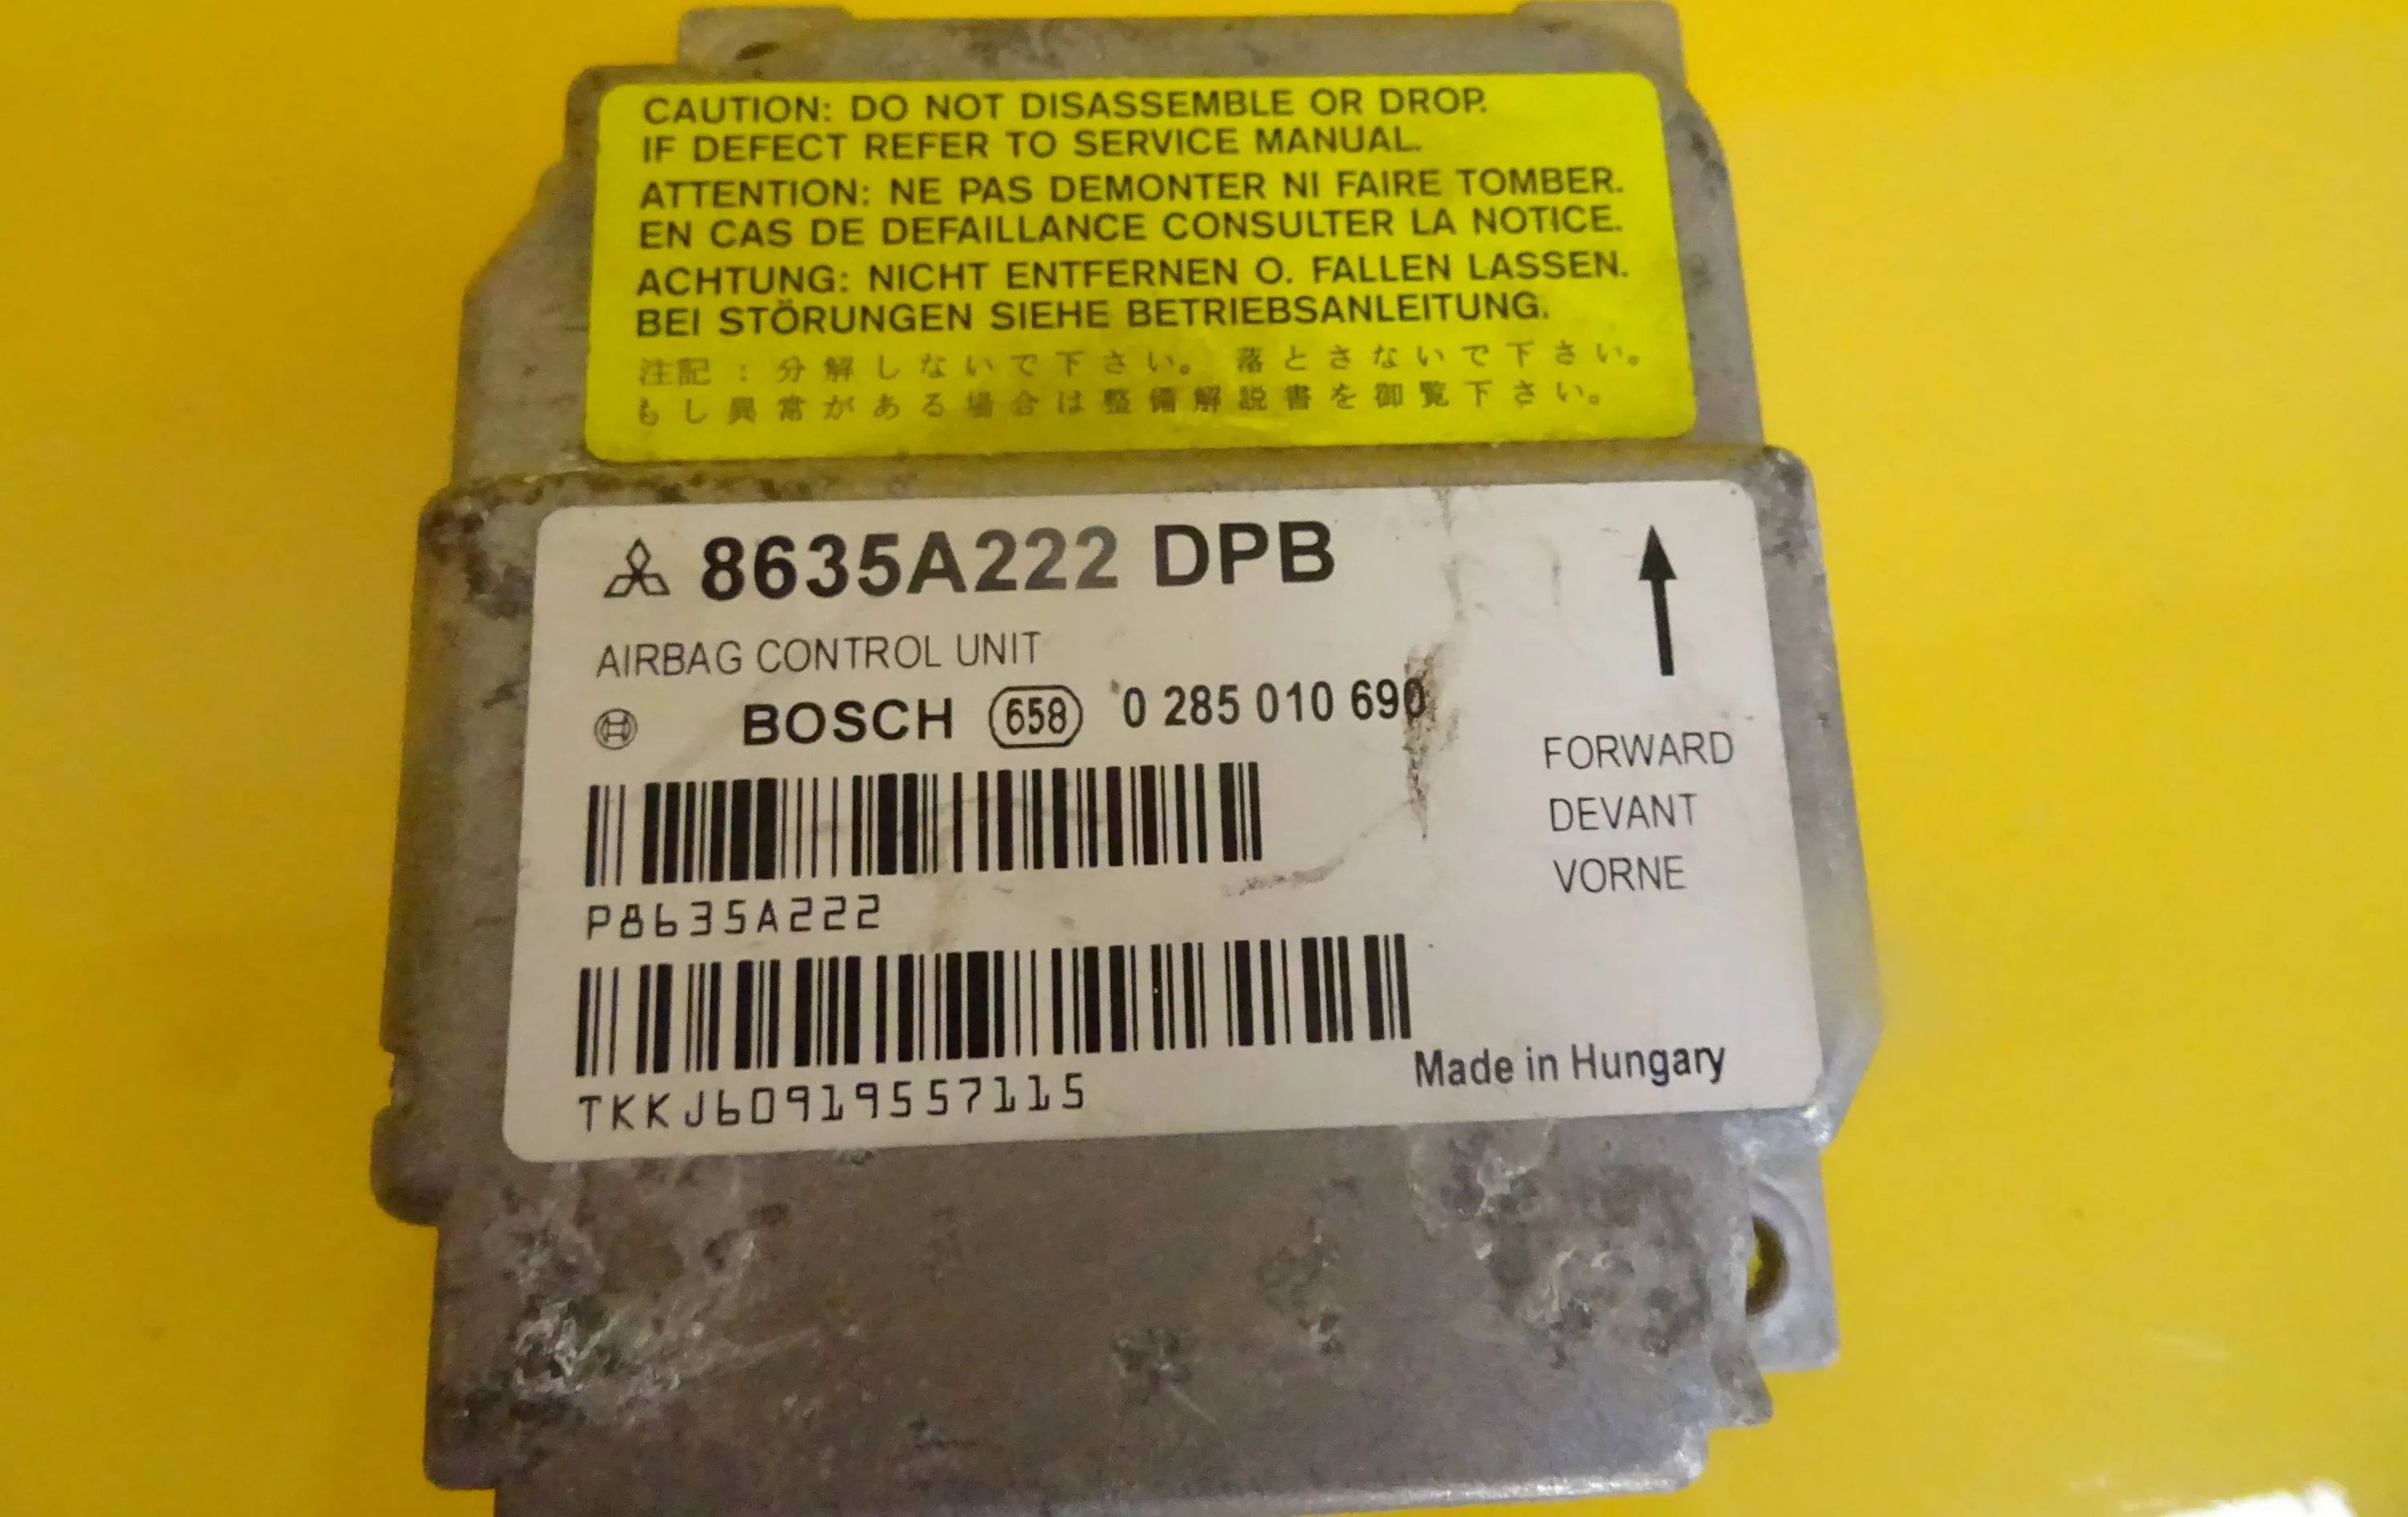 CAUTION: DO NOT DISASSEMBLE OR DROP.
IF DEFECT REFER TO SERVICE MANUAL.
ATTENTION: NE PAS DEMONTER NI FAIRE TOMBER.
EN CAS DE DEFAILLANCE CONSULTER LA NOTICE.
ACHTUNG: NICHT ENTFERNEN O. FALLEN LASSEN.
BEI STÖRUNGEN SIEHE BETRIEBSANLEITUNG.
注記：分解しないで下さい。 落とさないで下さい。
もし異常がある場合は整備解説書を御覧下さい。
8635A222 DPB
AIRBAG CONTROL UNIT
BOSCH 658 0 285 010 690
FORWARD
DEVANT
VORNE
P8635A222
Made in Hungary
TKKJ60919557115